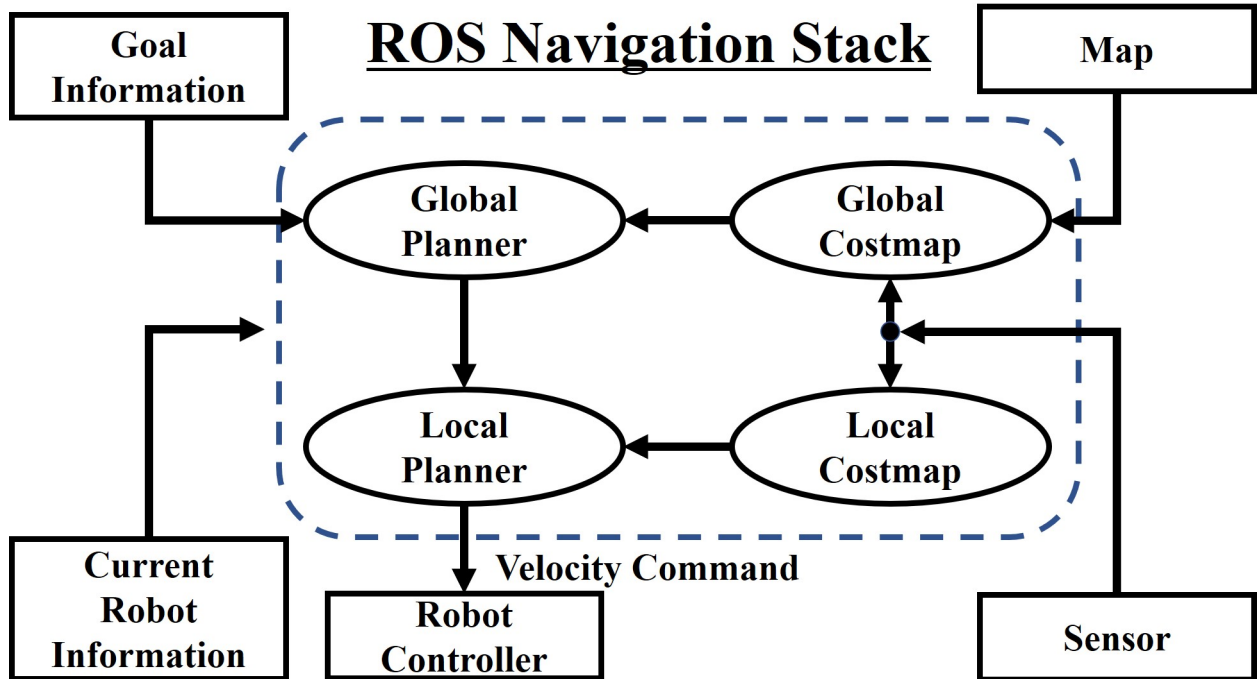 Goal
Information
ROS Navigation Stack
Map
Global
Planner
Global
Costmap
Local
Planner
Local
Costmap
Velocity Command
Current
Robot
Information
Robot
Controller
Sensor